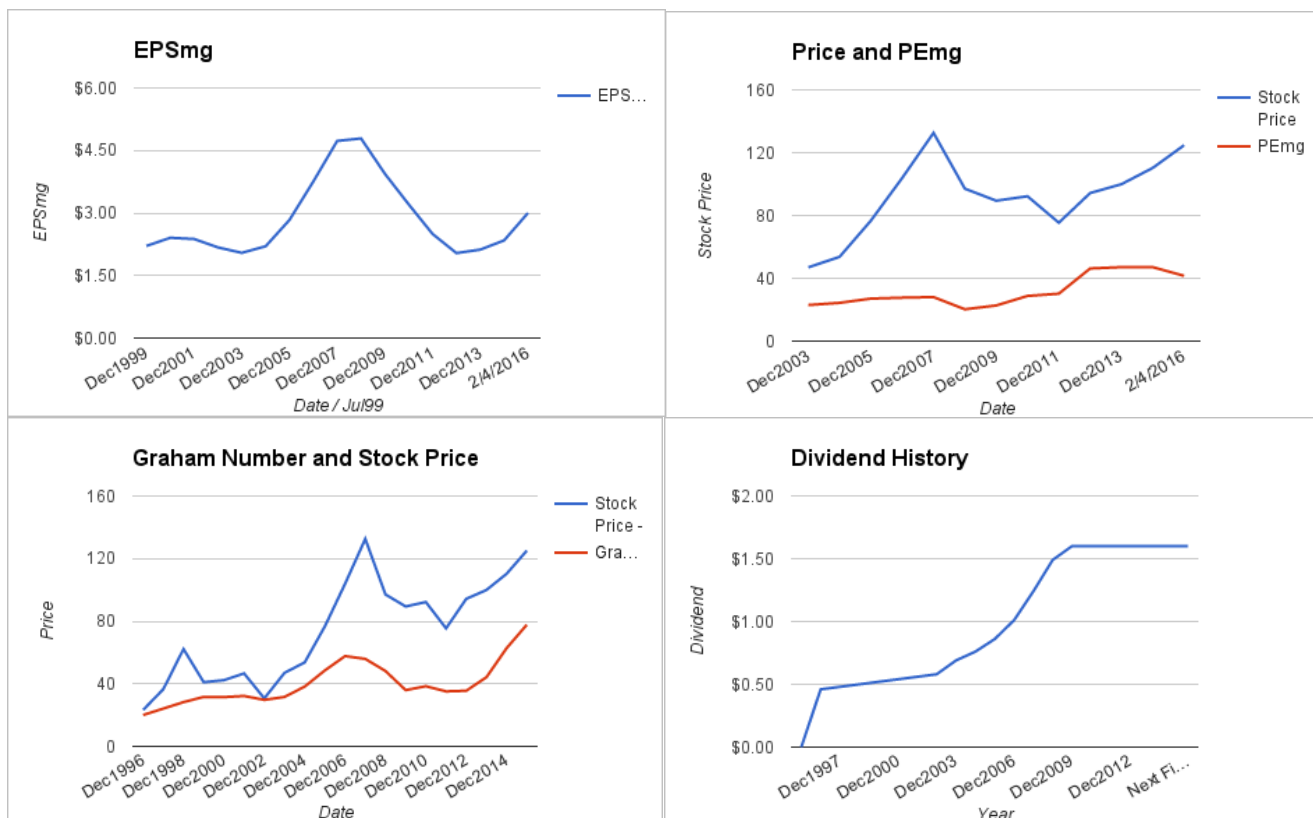 EPSmg
$6.00
$4.50
$3.00
$1.50
$0.00
EPSmg
EPS...
Dec1999
Dec2001
Dec2003
Dec2005
Dec2007
Dec2009
Dec2011
Dec2013
2/4/2016
Date / Jul99
Price and PEmg
160
120
80
40
0
Stock Price
Stock
Price
PEmg
Dec2003
Dec2005
Dec2007
Dec2009
Dec2011
Dec2013
2/4/2016
Date
Graham Number and Stock Price
160
120
80
40
0
Price
Stock
Price -
Gra...
Dec1996
Dec1998
Dec2000
Dec2002
Dec2004
Dec2006
Dec2008
Dec2010
Dec2012
Dec2014
Date
Dividend History
$2.00
$1.50
$1.00
$0.50
$0.00
Dividend
Dec1997
Dec2000
Dec2003
Dec2006
Dec2009
Dec2012
Next Fi...
Year